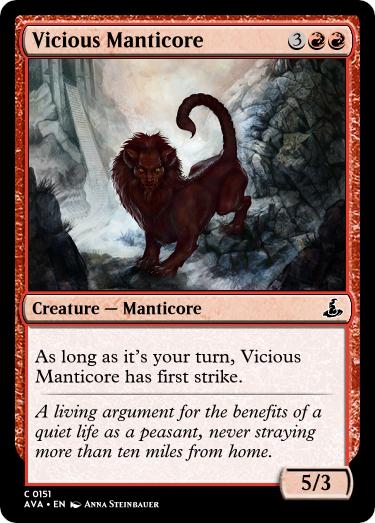 Vicious Manticore 3
Creature — Manticore
As long as it's your turn, Vicious
Manticore has first strike.
A living argument for the benefits of a
quiet life as a peasant, never straying
more than ten miles from home.
5/3
C 0151
AVA • EN Anna Steinbauer